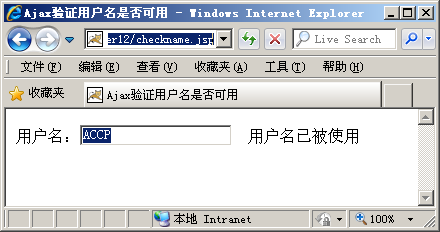 Ajax验证用户名是否可用 - Windows Internet Explorer
er12/checkname.jsp
Live Search
文件(F) 编辑(E) 查看(V) 收藏夹(A) 工具(T) 帮助(H)
收藏夹 Ajax验证用户名是否可用
用户名：ACCP 用户名已被使用
本地 Intranet 100%